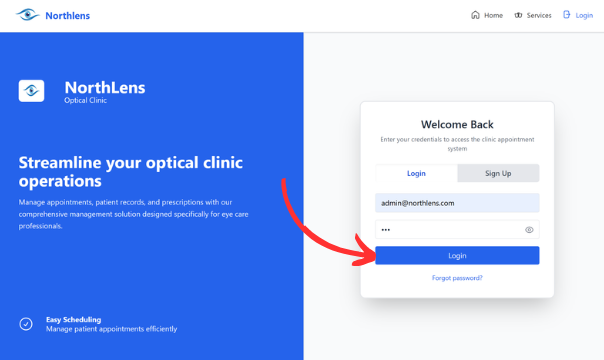 Northlens
Home
Services
Login
NorthLens
Optical Clinic
Streamline your optical clinic
operations
Manage appointments, patient records, and prescriptions with our
comprehensive management solution designed specifically for eye care
professionals.
Easy Scheduling
Manage patient appointments efficiently
Welcome Back
Enter your credentials to access the clinic appointment
system
Login
Sign Up
admin@northlens.com
•••
Login
Forgot password?